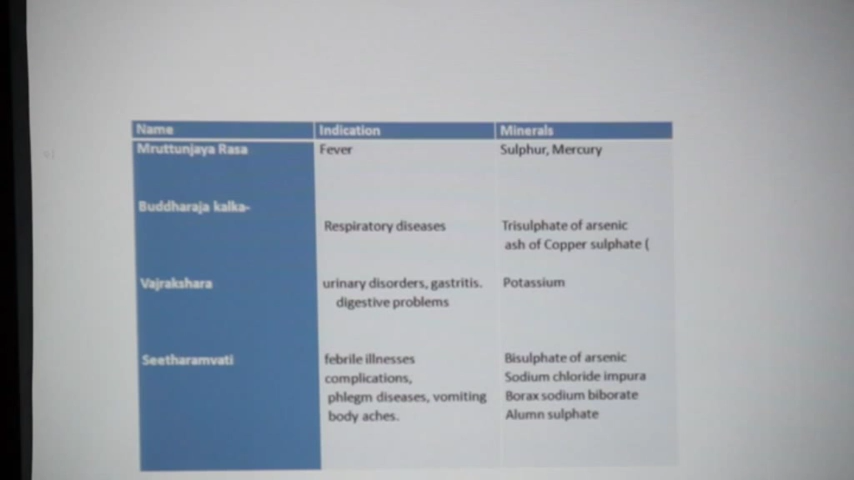 Name Indication Minerals
Mruttunjaya Rasa Fever Sulphur, Mercury
Buddharaja kalka-
Respiratory diseases Trisulphate of arsenic
ash of Copper sulphate (
Vajrakshara urinary disorders, gastritis. Potassium
digestive problems
Seetharamvati febrile illnesses Bisulphate of arsenic
complications, Sodium chloride impura
phlegm diseases, vomiting Borax sodium biborate
body aches. Alumn sulphate